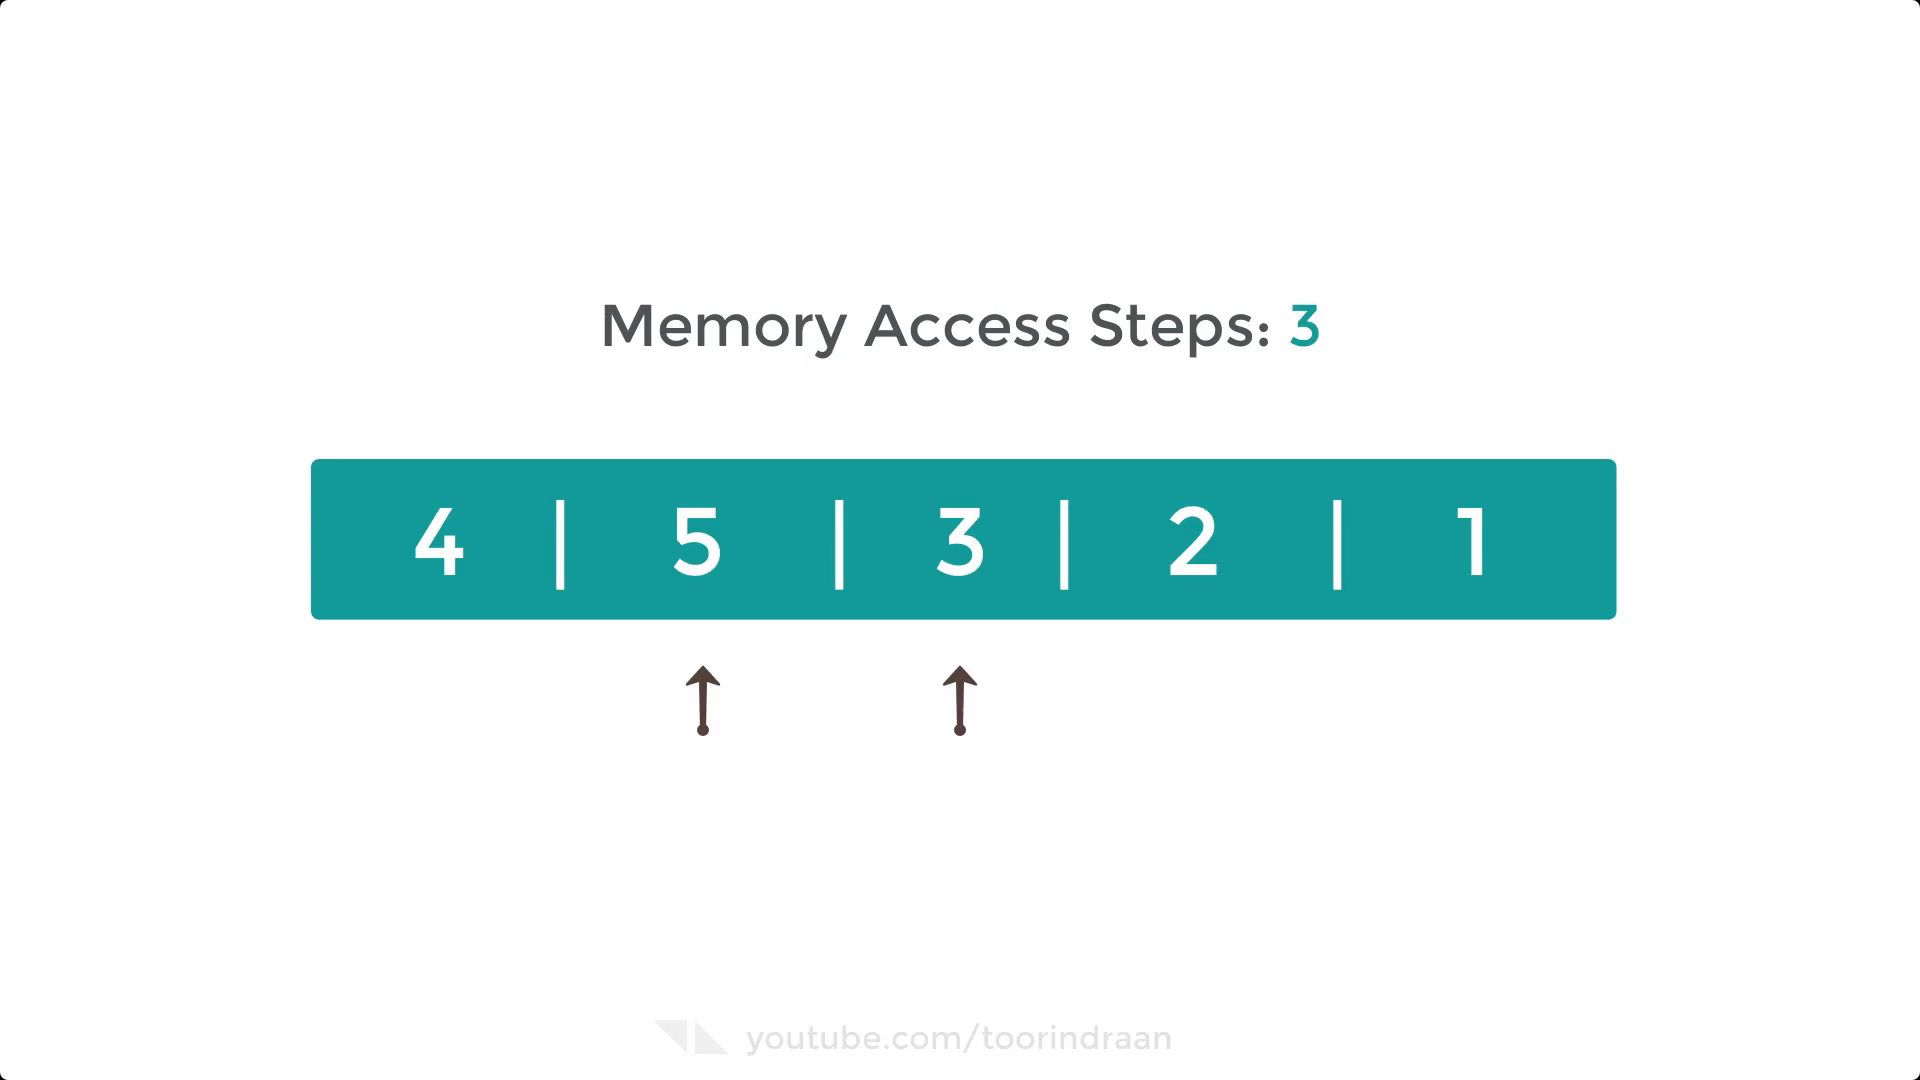 Memory Access Steps: 3
4 | 5 | 3 | 2 | 1
youtube.com/toorindraan